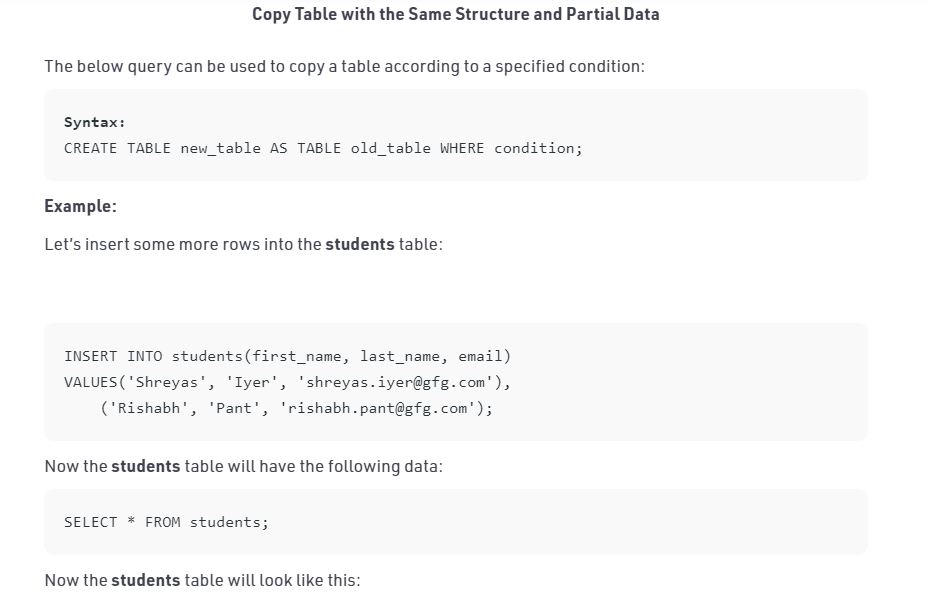 Copy Table with the Same Structure and Partial Data
The below query can be used to copy a table according to a specified condition:
Syntax:
CREATE TABLE new_table AS TABLE old_table WHERE condition;
Example:
Let's insert some more rows into the students table:
INSERT INTO students(first_name, last_name, email)
VALUES('Shreyas', 'Iyer', 'shreyas.iyer@gfg.com'),
('Rishabh', 'Pant', 'rishabh.pant@gfg.com');
Now the students table will have the following data:
SELECT * FROM students;
Now the students table will look like this: